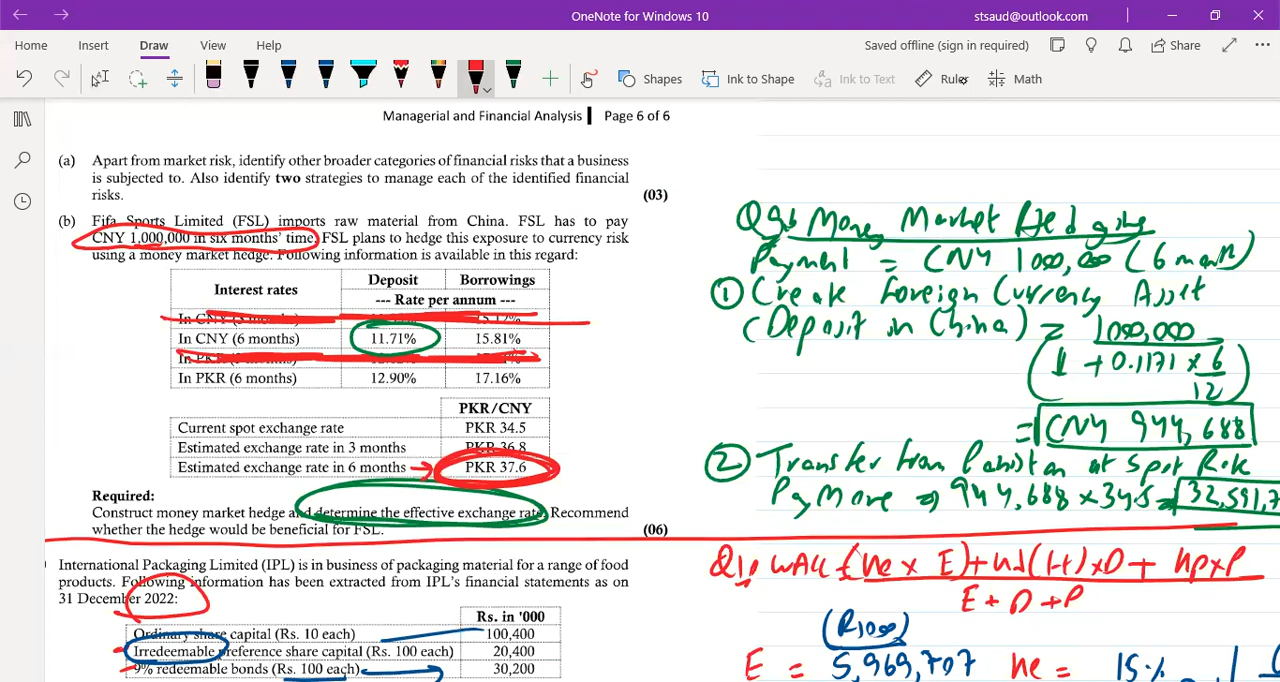 OneNote for Windows 10
stsaud@outlook.com
Home Insert Draw View Help
Saved offline (sign in required) Share
Shapes Ink to Shape Ink to Text Ruler Math
Managerial and Financial Analysis Page 6 of 6
(a) Apart from market risk, identify other broader categories of financial risks that a business
is subjected to. Also identify two strategies to manage each of the identified financial
risks. (03)
(b) Fifa Sports Limited (FSL) imports raw material from China. FSL has to pay
CNY 1,000,000 in six months' time. FSL plans to hedge this exposure to currency risk
using a money market hedge. Following information is available in this regard:
Interest rates Deposit Borrowings
--- Rate per annum ---
In CNY (6 months) 11.71% 15.81%
In PKR (6 months) 12.90% 17.16%
PKR/CNY
Current spot exchange rate PKR 34.5
Estimated exchange rate in 3 months PKR 36.8
Estimated exchange rate in 6 months PKR 37.6
Required:
Construct money market hedge and determine the effective exchange rate. Recommend
whether the hedge would be beneficial for FSL. (06)
International Packaging Limited (IPL) is in business of packaging material for a range of food
products. Following information has been extracted from IPL's financial statements as on
31 December 2022:
Rs. in '000
Ordinary share capital (Rs. 10 each) 100,400
Irredeemable preference share capital (Rs. 100 each) 20,400
9% redeemable bonds (Rs. 100 each) 30,200
Money Market Hedging
Payment = CNY 1000,000 (6 month)
① Create Foreign Currency Asset
(Deposit in China) = 1000,000
(1 + 0.1171 × 6
12)
= CNY 944,688
② Transfer from Pakistan at Spot
Pay More ⇒ 944,688 × 34.5 = 32,591,7
E + D + P
E = 5,969,707 = 15%